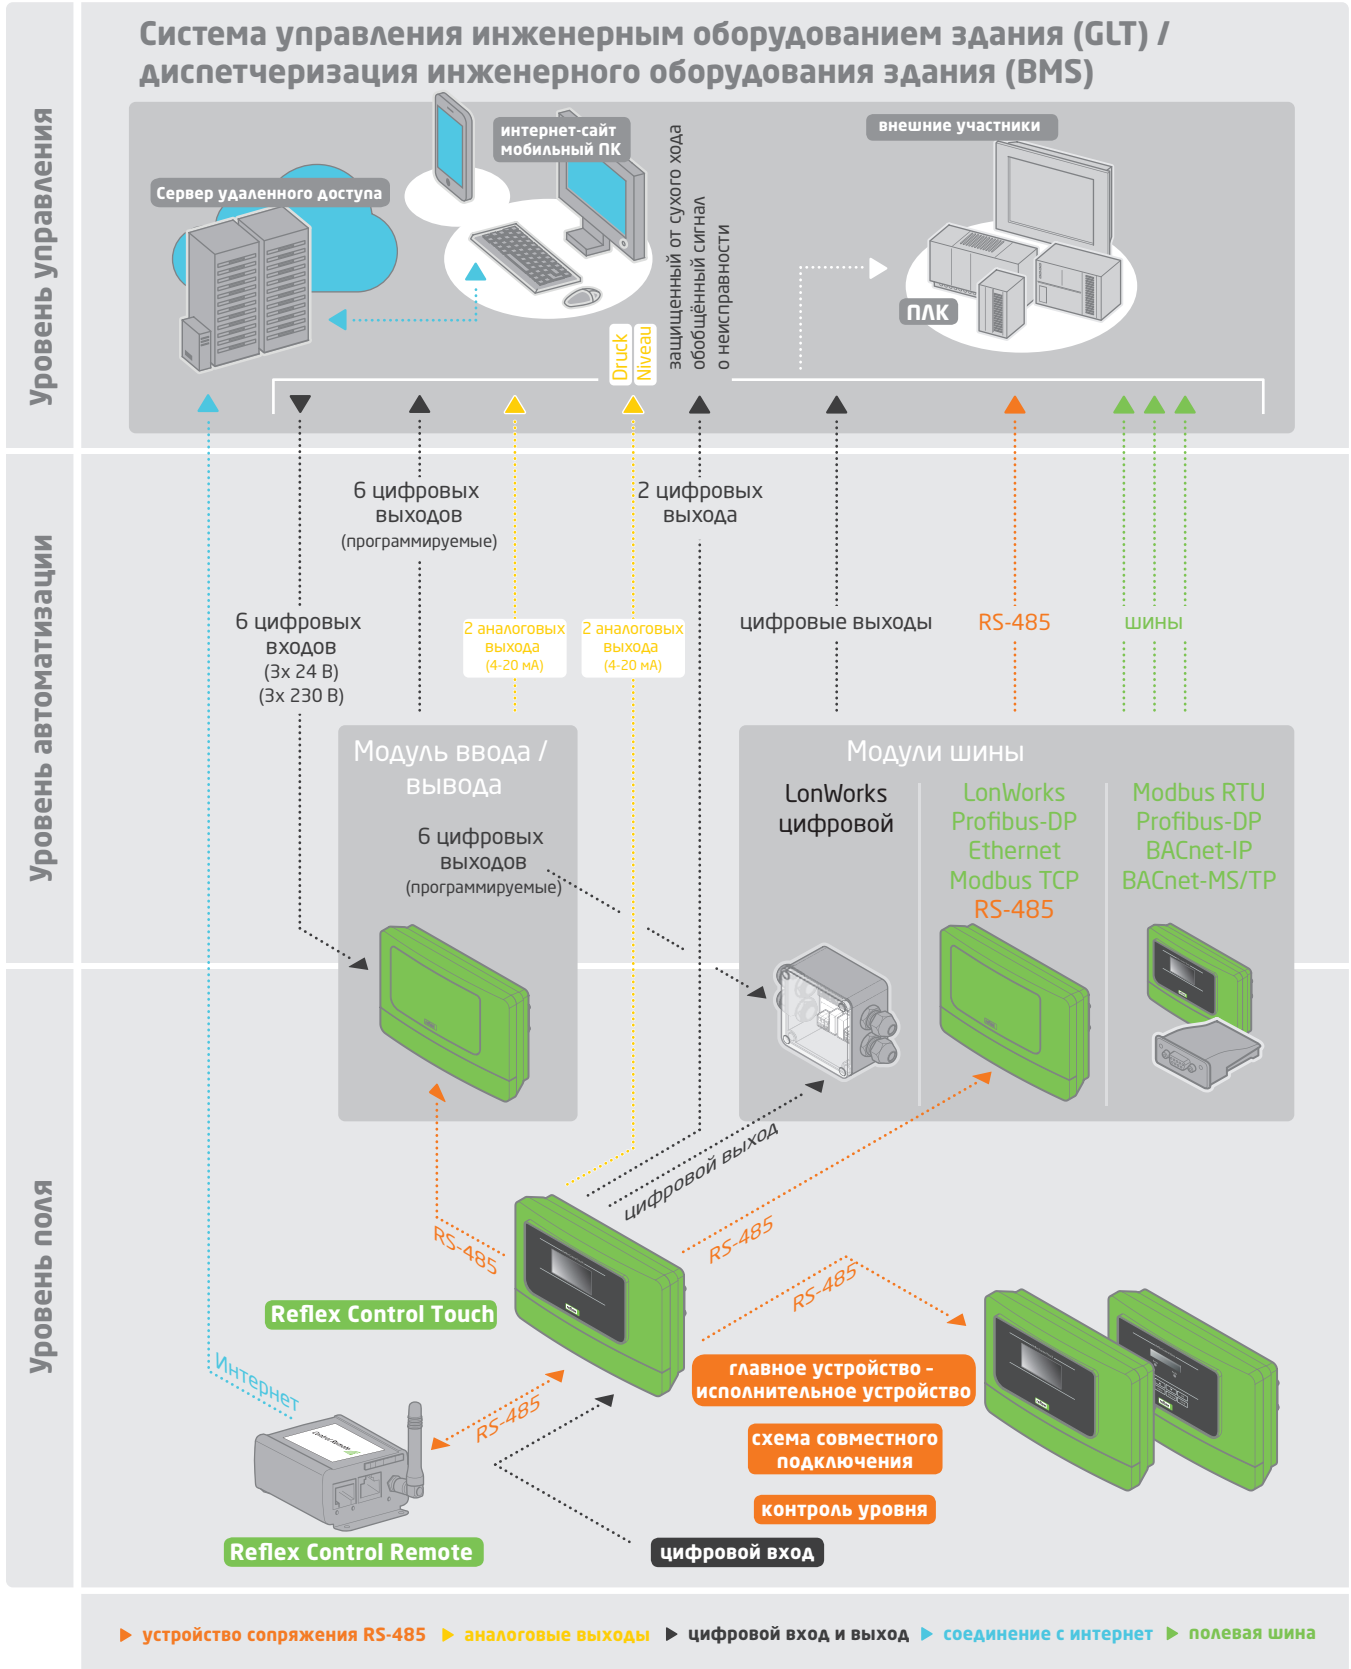 Система управления инженерным оборудованием здания (GLT) /
диспетчеризация инженерного оборудования здания (BMS)
Уровень управления
Сервер удаленного доступа
интернет-сайт
мобильный ПК
защищенный от сухого хода
обобщённый сигнал
о неисправности
внешние участники
ПЛК
Druck
Niveau
Уровень автоматизации
6 цифровых
выходов
(программируемые)
2 цифровых
выхода
6 цифровых
входов
(3x 24 В)
(3x 230 В)
2 аналоговых
выхода
(4-20 мА)
2 аналоговых
выхода
(4-20 мА)
цифровые выходы
RS-485
шины
Модуль ввода /
вывода
6 цифровых
выходов
(программируемые)
Модули шины
LonWorks
цифровой
LonWorks
Profibus-DP
Ethernet
Modbus TCP
RS-485
Modbus RTU
Profibus-DP
BACnet-IP
BACnet-MS/TP
Уровень поля
цифровой выход
RS-485
RS-485
RS-485
Reflex Control Touch
Интернет
RS-485
главное устройство –
исполнительное устройство
схема совместного
подключения
контроль уровня
Control Remote
Reflex Control Remote
цифровой вход
устройство сопряжения RS-485
аналоговые выходы
цифровой вход и выход
соединение с интернет
полевая шина